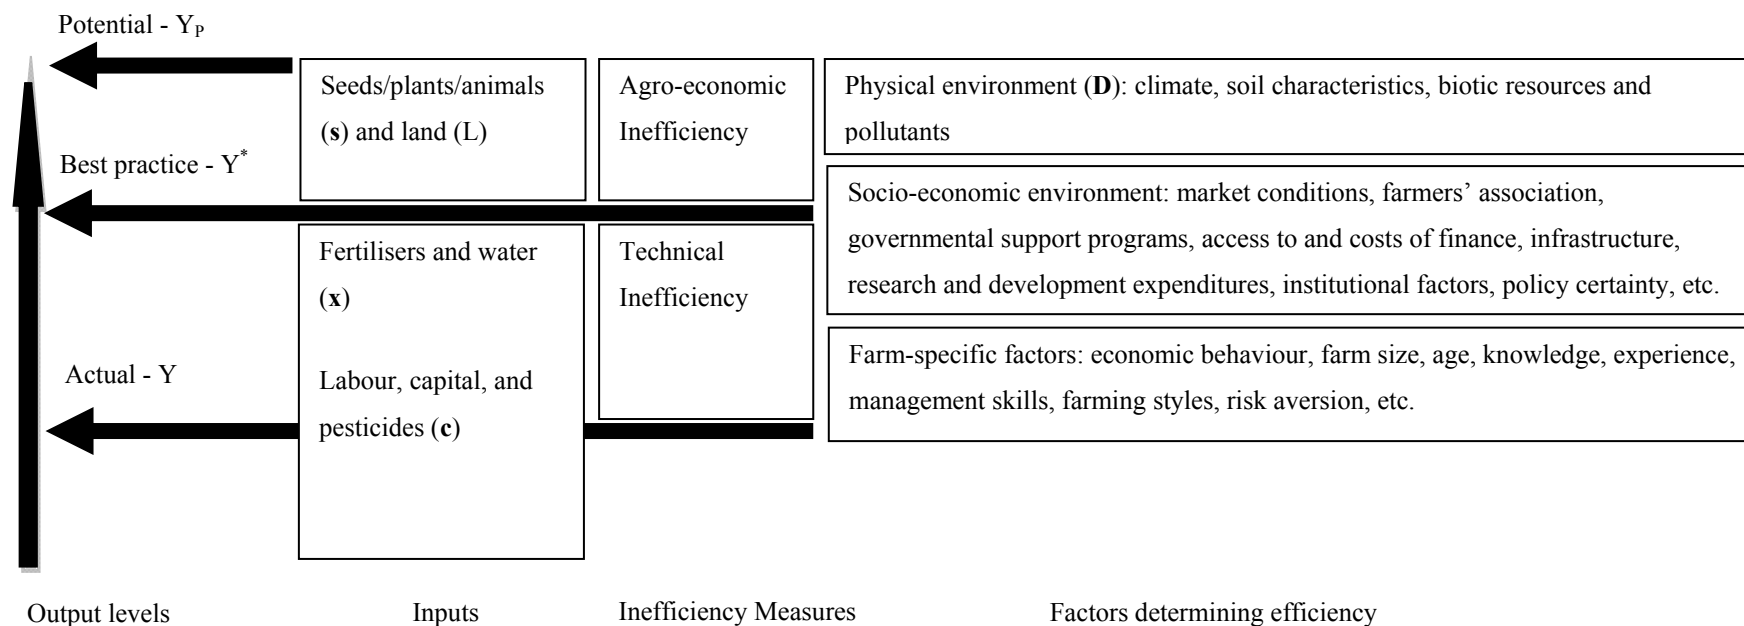 Potential - Y_P
Best practice - Y*
Actual - Y
Output levels
Seeds/plants/animals
(s) and land (L)
Fertilisers and water
(x)
Labour, capital, and
pesticides (c)
Inputs
Agro-economic
Inefficiency
Technical
Inefficiency
Inefficiency Measures
Physical environment (D): climate, soil characteristics, biotic resources and
pollutants
Socio-economic environment: market conditions, farmers’ association,
governmental support programs, access to and costs of finance, infrastructure,
research and development expenditures, institutional factors, policy certainty, etc.
Farm-specific factors: economic behaviour, farm size, age, knowledge, experience,
management skills, farming styles, risk aversion, etc.
Factors determining efficiency